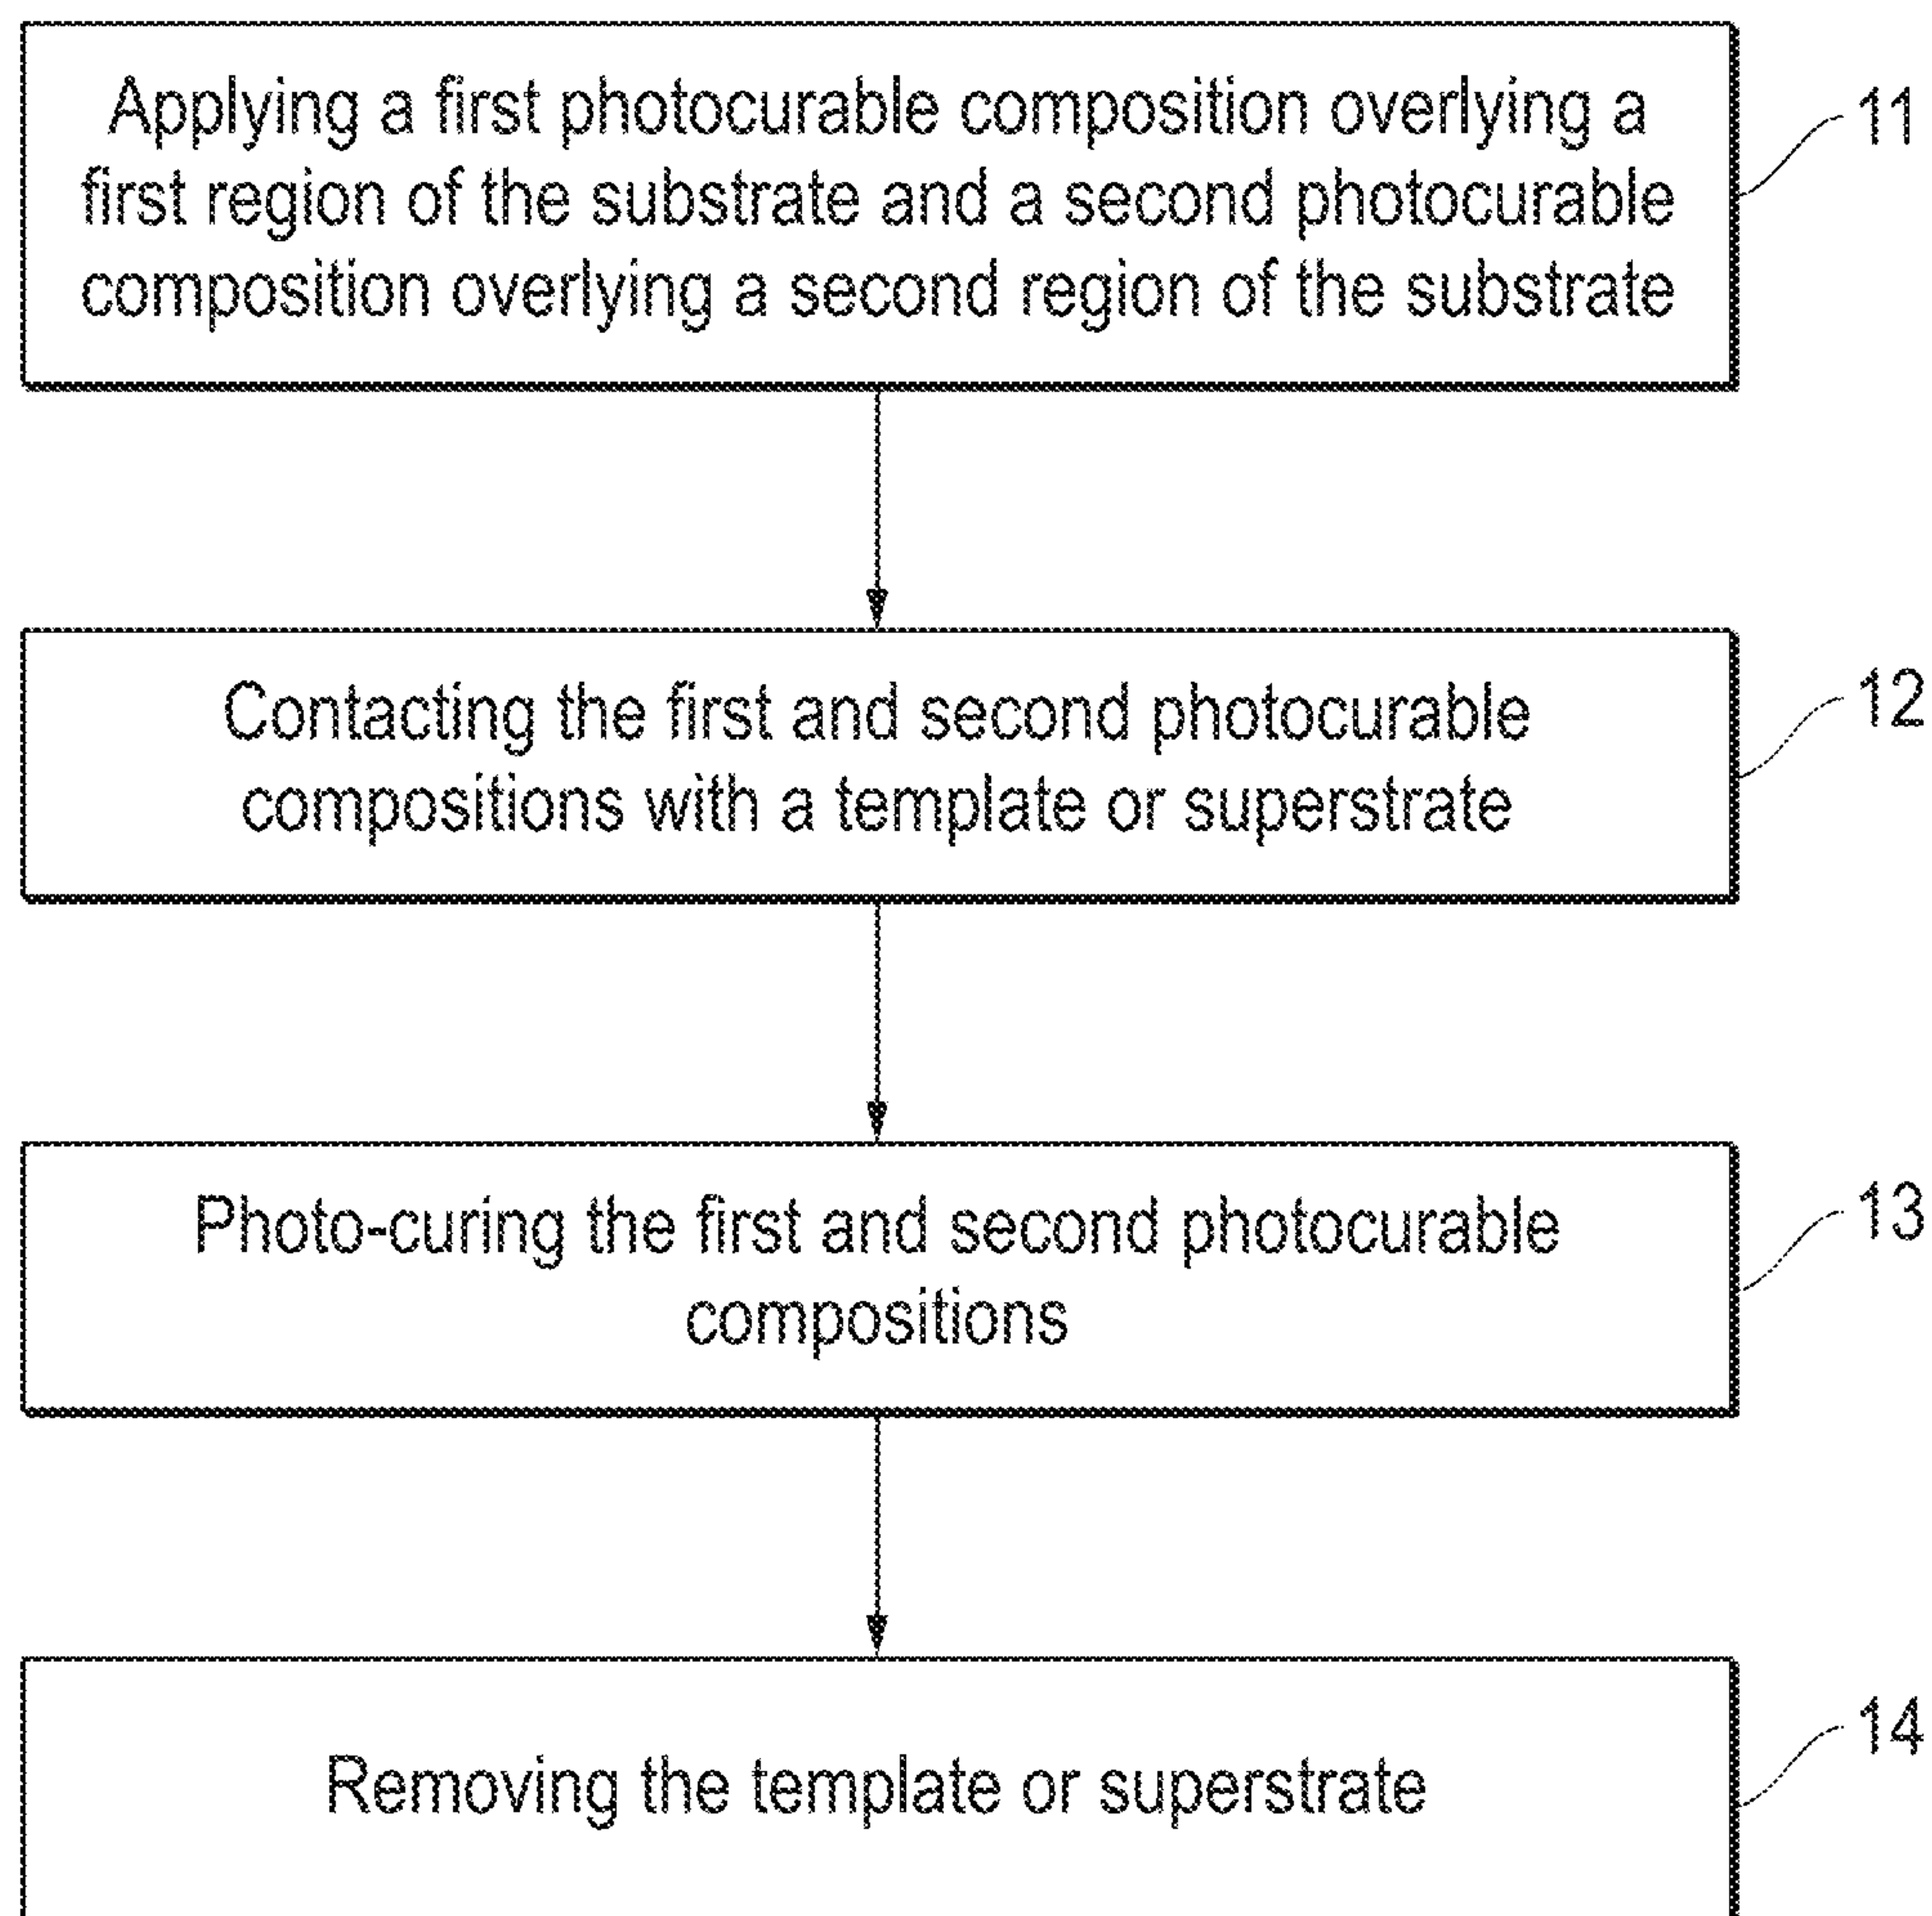 Applying a first photocurable composition overlying a
first region of the substrate and a second photocurable
composition overlying a second region of the substrate
11
Contacting the first and second photocurable
compositions with a template or superstrate
12
Photo-curing the first and second photocurable
compositions
13
Removing the template or superstrate
14